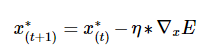 x*(t+1) = x*(t) − η ∗ ∇xE